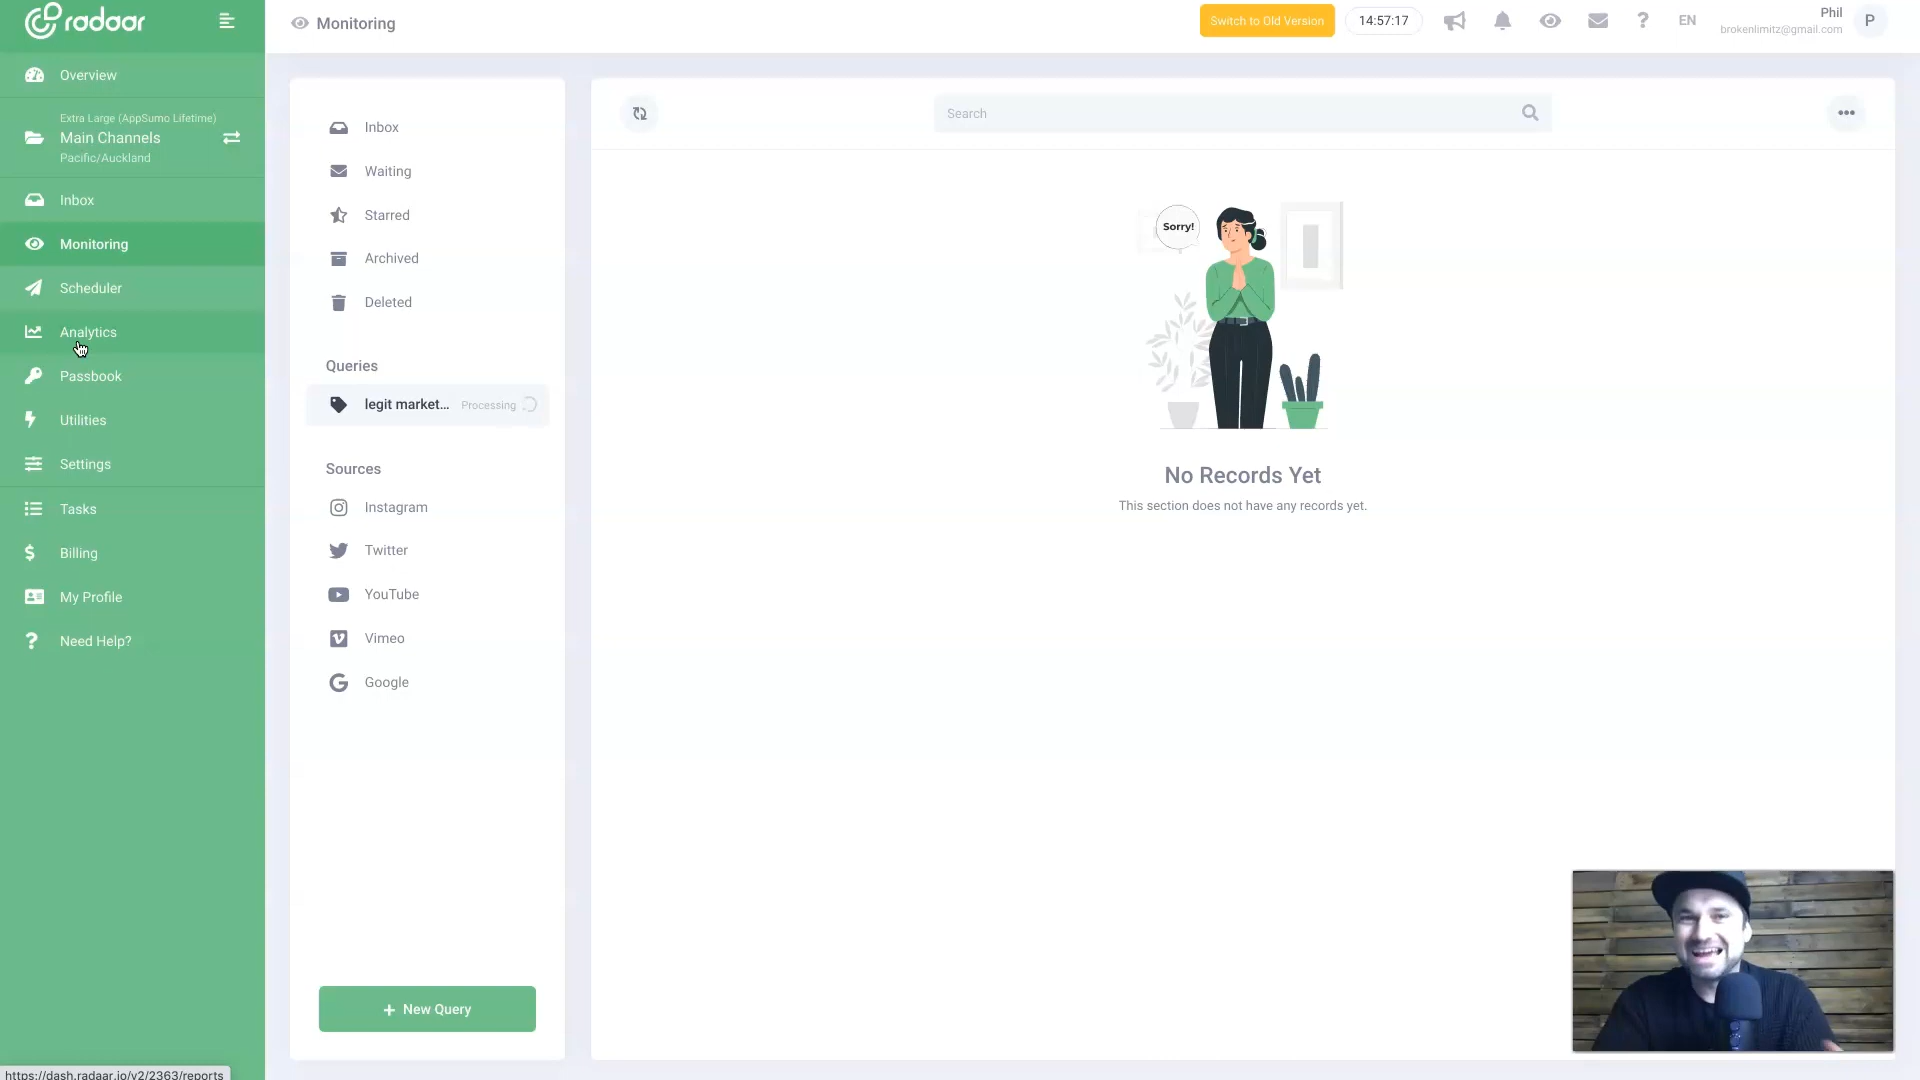 radaar
Overview
Extra Large (AppSumo Lifetime)
Main Channels
Pacific/Auckland
Inbox
Monitoring
Scheduler
Analytics
Passbook
Utilities
Settings
Tasks
Billing
My Profile
Need Help?
https://dash.radaar.io/v2/2363/reports
Monitoring
Switch to Old Version
14:57:17
EN
Phil
brokenlimitz@gmail.com
P
Inbox
Waiting
Starred
Archived
Deleted
Queries
legit market... Processing
Sources
Instagram
Twitter
YouTube
Vimeo
Google
+ New Query
Search
Sorry!
No Records Yet
This section does not have any records yet.